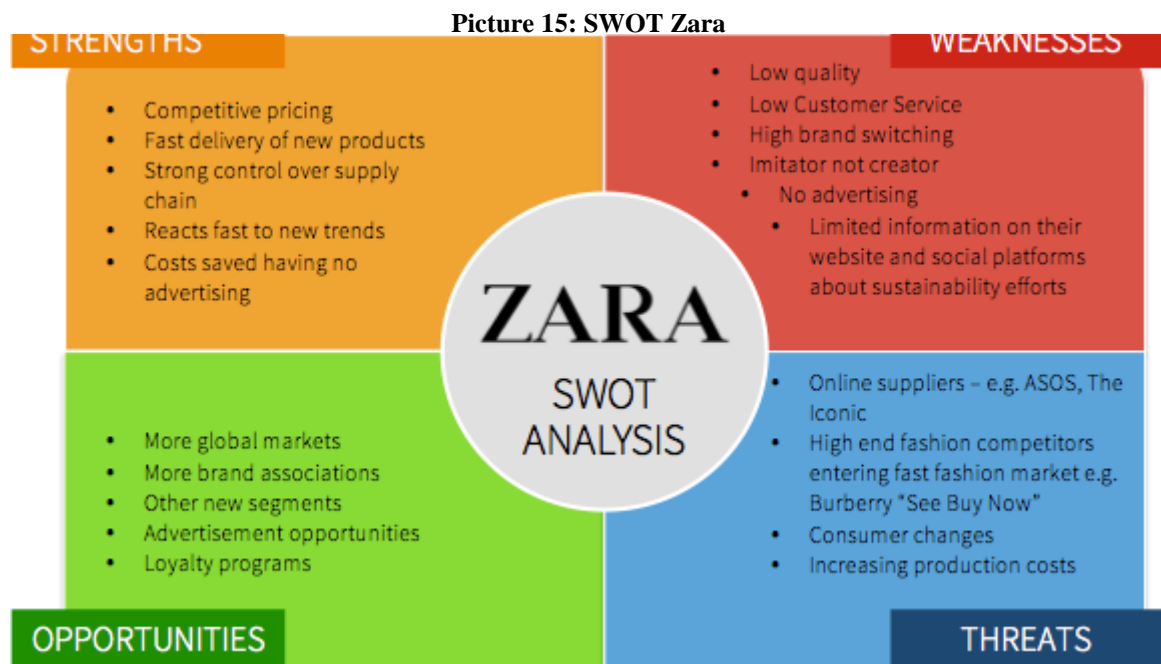 Picture 15: SWOT Zara
STRENGTHS
• Competitive pricing
• Fast delivery of new products
• Strong control over supply
chain
• Reacts fast to new trends
• Costs saved having no
advertising
WEAKNESSES
• Low quality
• Low Customer Service
• High brand switching
• Imitator not creator
• No advertising
• Limited information on their
website and social platforms
about sustainability efforts
ZARA
SWOT
ANALYSIS
• More global markets
• More brand associations
• Other new segments
• Advertisement opportunities
• Loyalty programs
OPPORTUNITIES
• Online suppliers – e.g. ASOS, The
Iconic
• High end fashion competitors
entering fast fashion market e.g.
Burberry “See Buy Now”
• Consumer changes
• Increasing production costs
THREATS